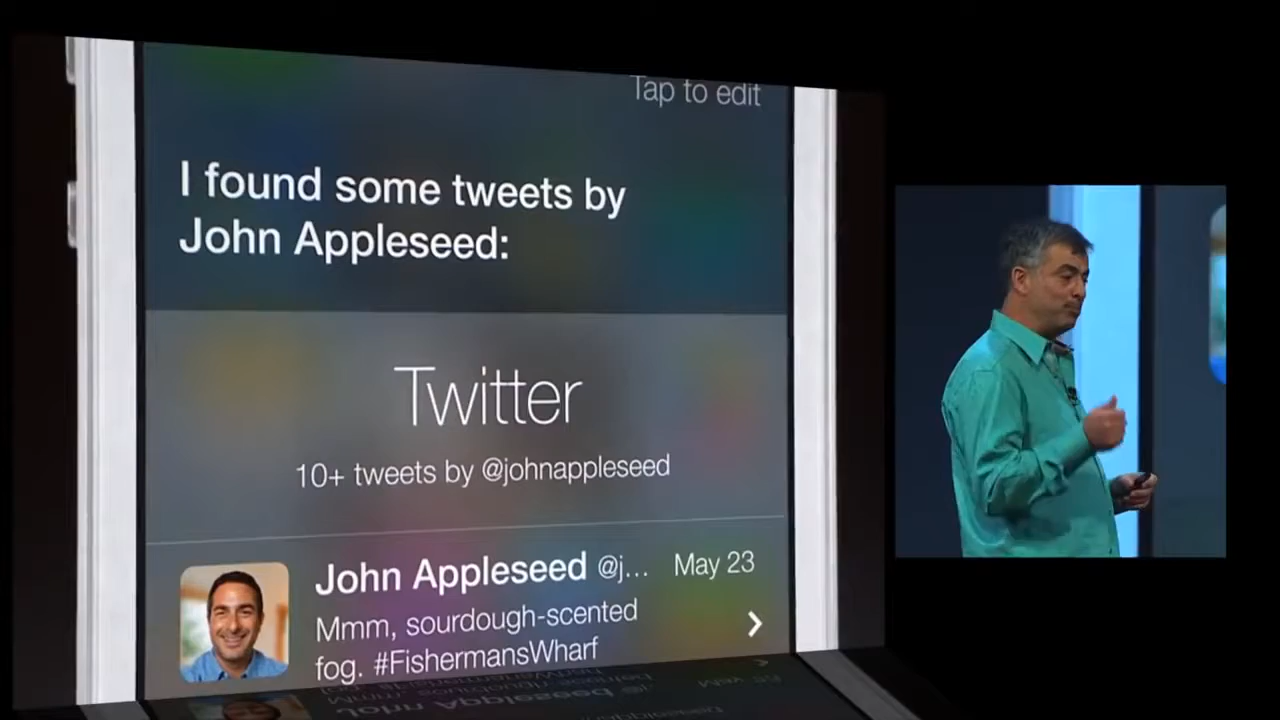 Tap to edit
I found some tweets by
John Appleseed:
Twitter
10+ tweets by @johnappleseed
John Appleseed @j... May 23
Mmm, sourdough-scented
fog. #FishermansWharf